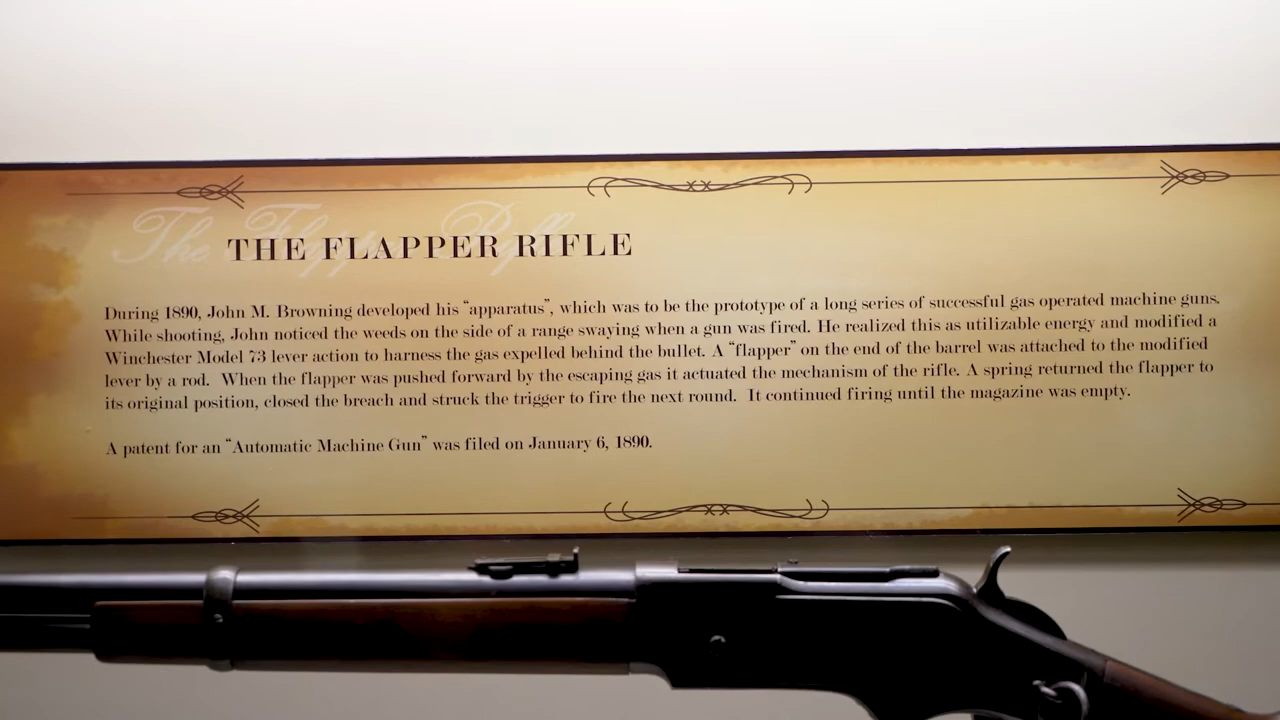 The Flapper Rifle
THE FLAPPER RIFLE
During 1890, John M. Browning developed his “apparatus”, which was to be the prototype of a long series of successful gas operated machine guns.
While shooting, John noticed the weeds on the side of a range swaying when a gun was fired. He realized this as utilizable energy and modified a
Winchester Model 73 lever action to harness the gas expelled behind the bullet. A “flapper” on the end of the barrel was attached to the modified
lever by a rod. When the flapper was pushed forward by the escaping gas it actuated the mechanism of the rifle. A spring returned the flapper to
its original position, closed the breach and struck the trigger to fire the next round. It continued firing until the magazine was empty.
A patent for an “Automatic Machine Gun” was filed on January 6, 1890.